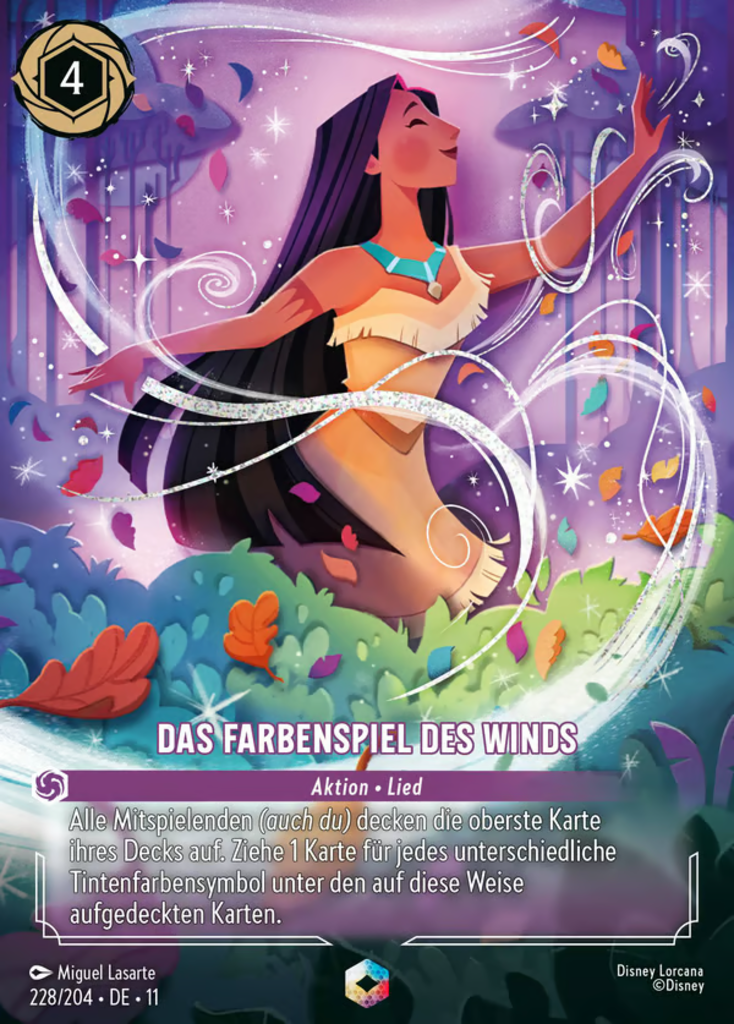 4
DAS FARBENSPIEL DES WINDS
Aktion • Lied
Alle Mitspielenden (auch du) decken die oberste Karte
ihres Decks auf. Ziehe 1 Karte für jedes unterschiedliche
Tintenfarbensymbol unter den auf diese Weise
aufgedeckten Karten.
Miguel Lasarte
228/204 • DE • 11
Disney Lorcana
©Disney